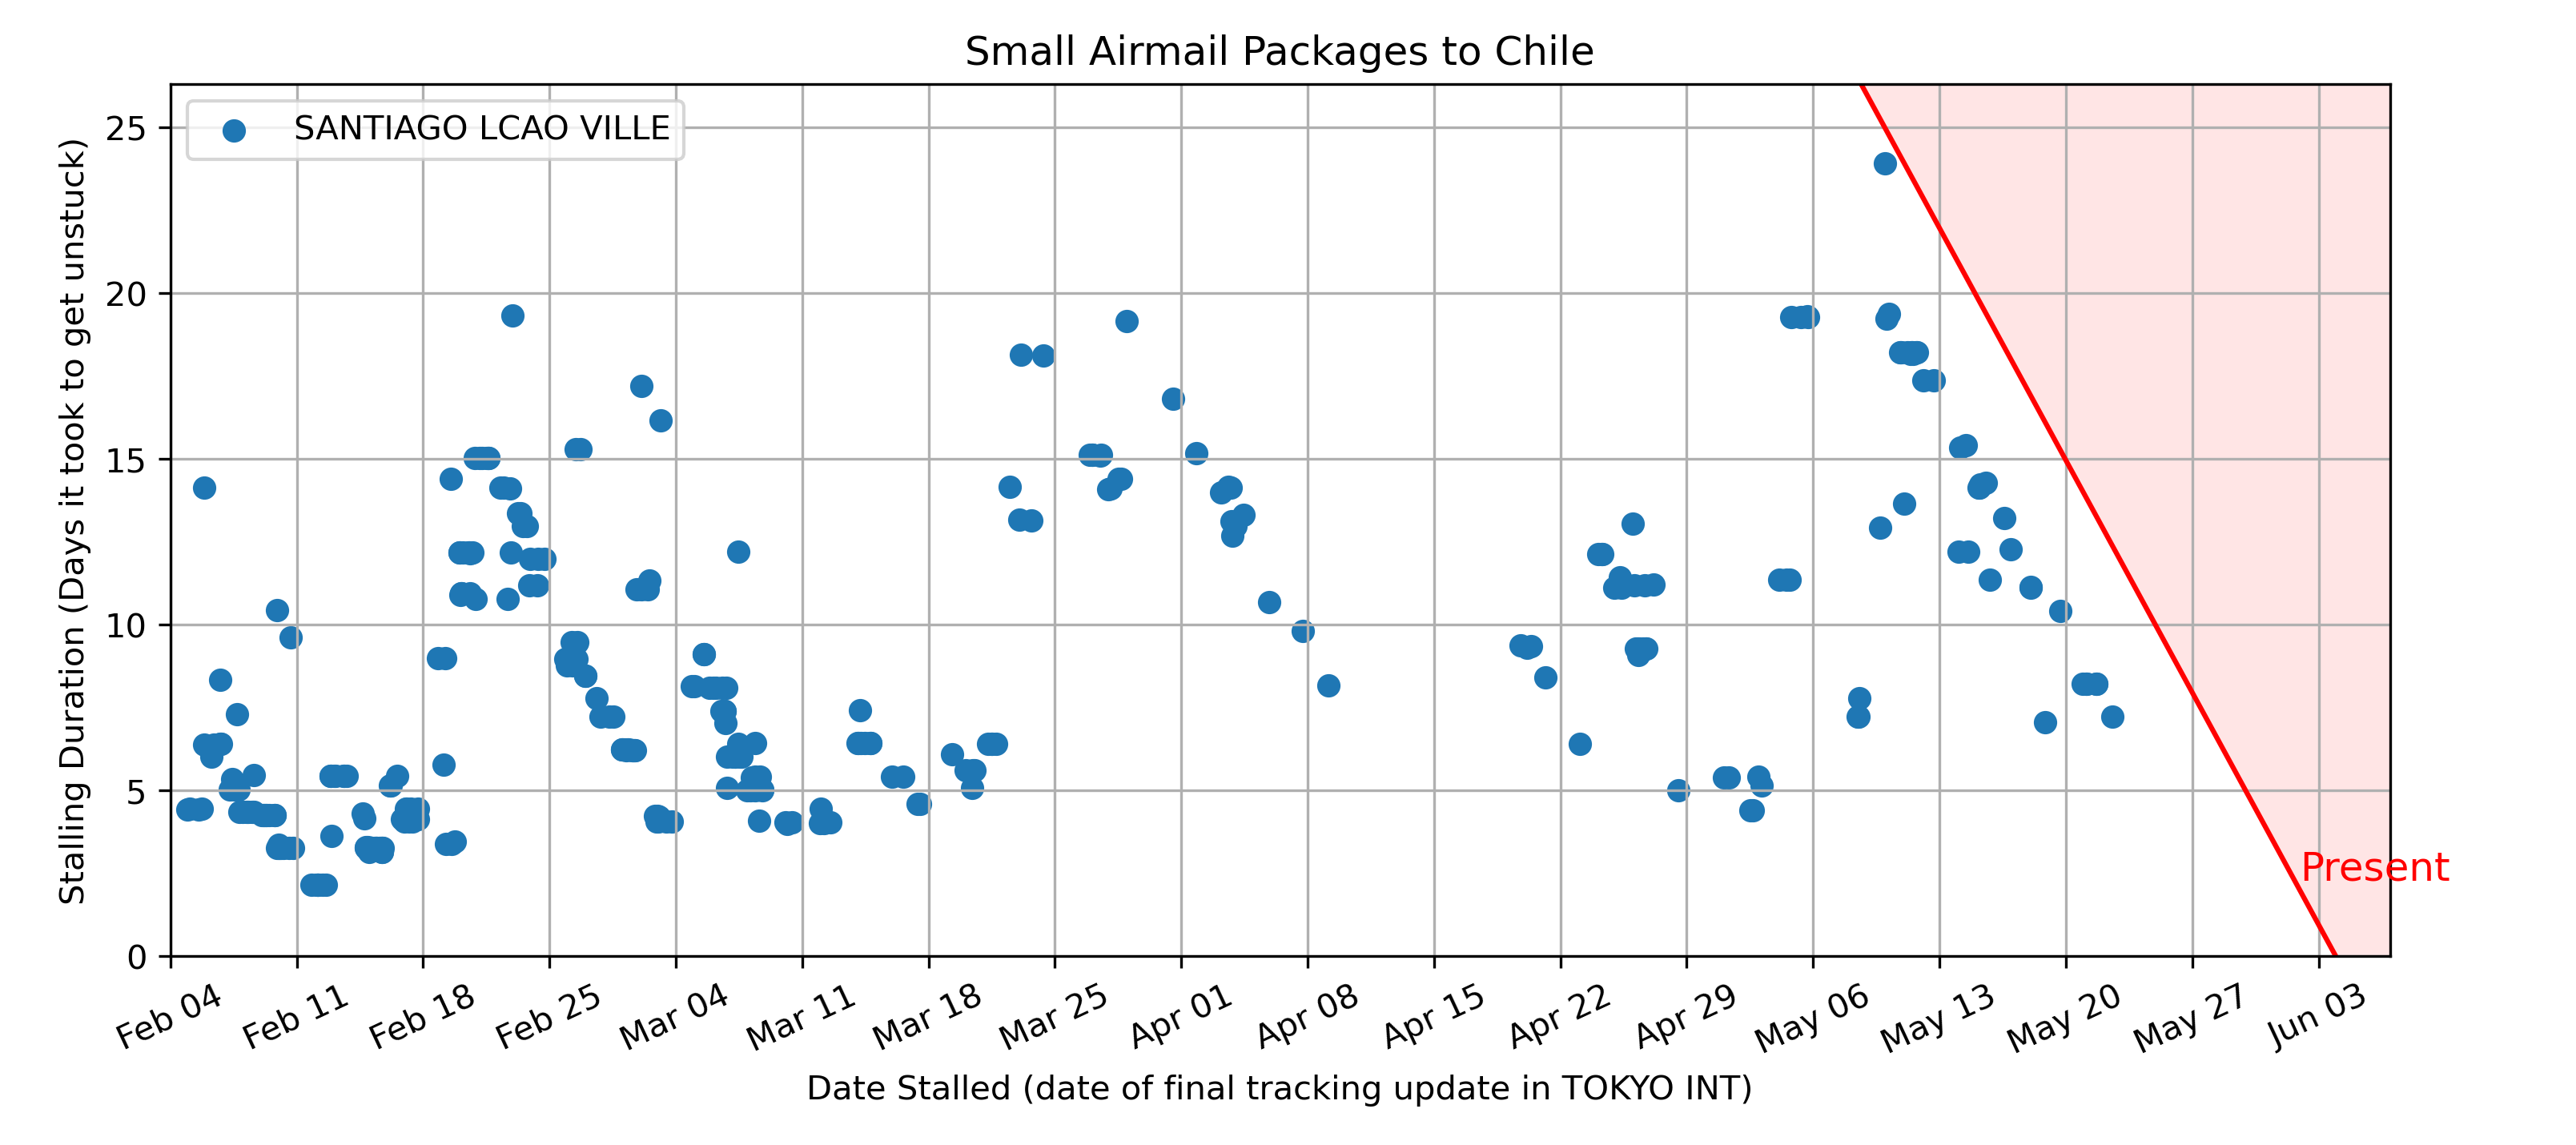 Small Airmail Packages to Chile
SANTIAGO LCAO VILLE
Stalling Duration (Days it took to get unstuck)
25
20
15
10
5
0
Present
Feb 04
Feb 11
Feb 18
Feb 25
Mar 04
Mar 11
Mar 18
Mar 25
Apr 01
Apr 08
Apr 15
Apr 22
Apr 29
May 06
May 13
May 20
May 27
Jun 03
Date Stalled (date of final tracking update in TOKYO INT)